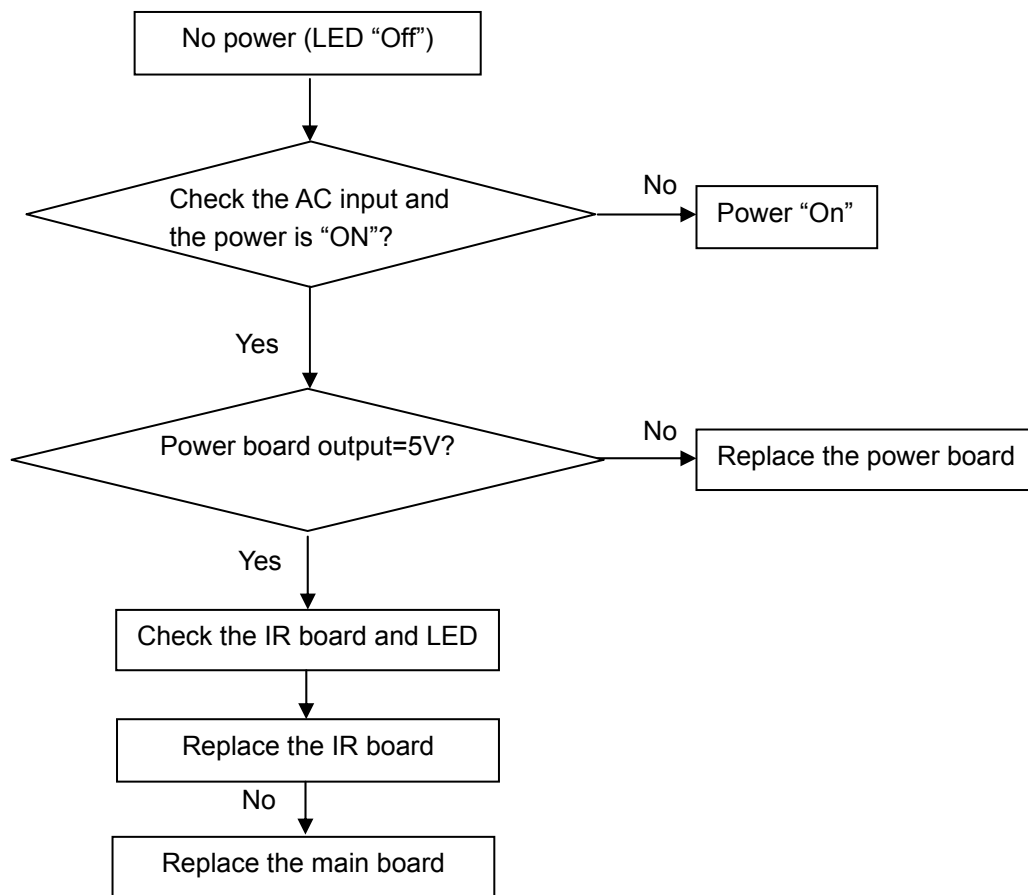 No power (LED “Off”)
Check the AC input and
the power is “ON”?
No
Power “On”
Yes
Power board output=5V?
No
Replace the power board
Yes
Check the IR board and LED
Replace the IR board
No
Replace the main board